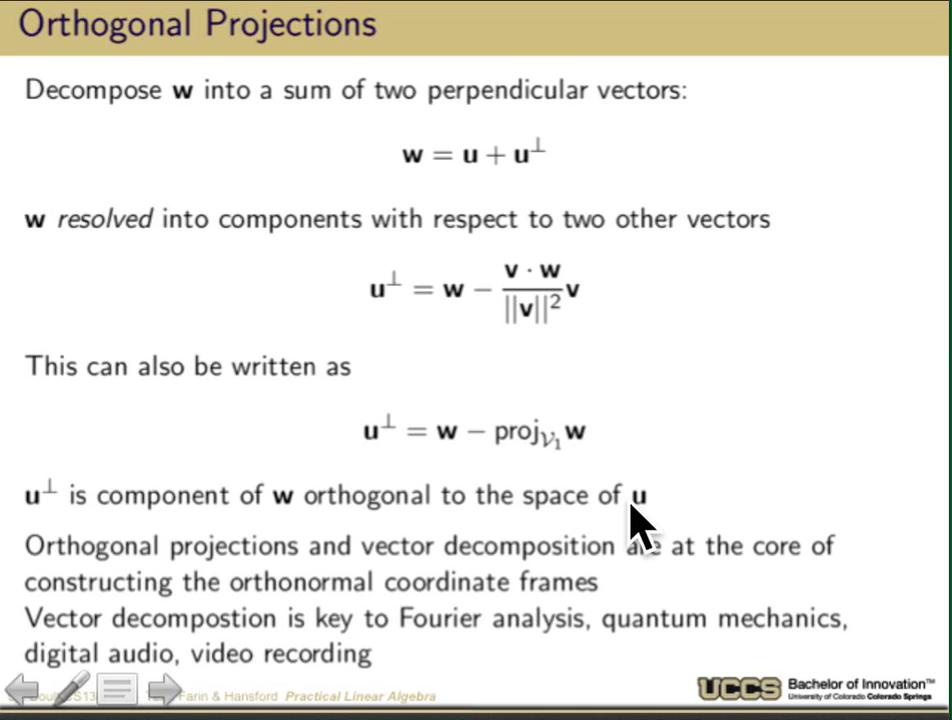 Orthogonal Projections
Decompose w into a sum of two perpendicular vectors:
w = u + u⊥
w resolved into components with respect to two other vectors
u⊥ = w − (v · w / ||v||²) v
This can also be written as
u⊥ = w − proj_𝒱₁ w
u⊥ is component of w orthogonal to the space of u
Orthogonal projections and vector decomposition are at the core of
constructing the orthonormal coordinate frames
Vector decompostion is key to Fourier analysis, quantum mechanics,
digital audio, video recording
Farin & Hansford Practical Linear Algebra
UCCS Bachelor of Innovation™
University of Colorado Colorado Springs